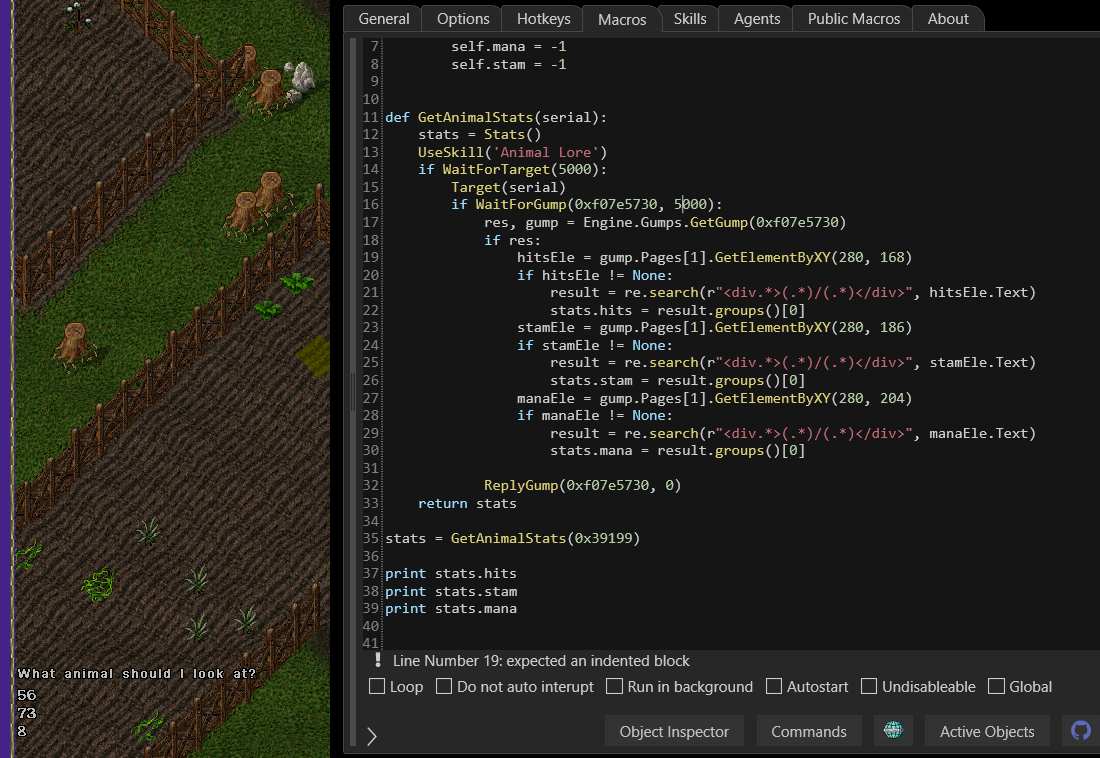 General Options Hotkeys Macros Skills Agents Public Macros About
7 self.mana = -1
8 self.stam = -1
9
10
11 def GetAnimalStats(serial):
12 stats = Stats()
13 UseSkill('Animal Lore')
14 if WaitForTarget(5000):
15 Target(serial)
16 if WaitForGump(0xf07e5730, 5000):
17 res, gump = Engine.Gumps.GetGump(0xf07e5730)
18 if res:
19 hitsEle = gump.Pages[1].GetElementByXY(280, 168)
20 if hitsEle != None:
21 result = re.search(r"<div.*>(.*)/(.*)</div>", hitsEle.Text)
22 stats.hits = result.groups()[0]
23 stamEle = gump.Pages[1].GetElementByXY(280, 186)
24 if stamEle != None:
25 result = re.search(r"<div.*>(.*)/(.*)</div>", stamEle.Text)
26 stats.stam = result.groups()[0]
27 manaEle = gump.Pages[1].GetElementByXY(280, 204)
28 if manaEle != None:
29 result = re.search(r"<div.*>(.*)/(.*)</div>", manaEle.Text)
30 stats.mana = result.groups()[0]
31
32 ReplyGump(0xf07e5730, 0)
33 return stats
34
35 stats = GetAnimalStats(0x39199)
36
37 print stats.hits
38 print stats.stam
39 print stats.mana
40
41
! Line Number 19: expected an indented block
Loop Do not auto interupt Run in background Autostart Undisableable Global
Object Inspector Commands Active Objects
What animal should I look at?
56
73
8